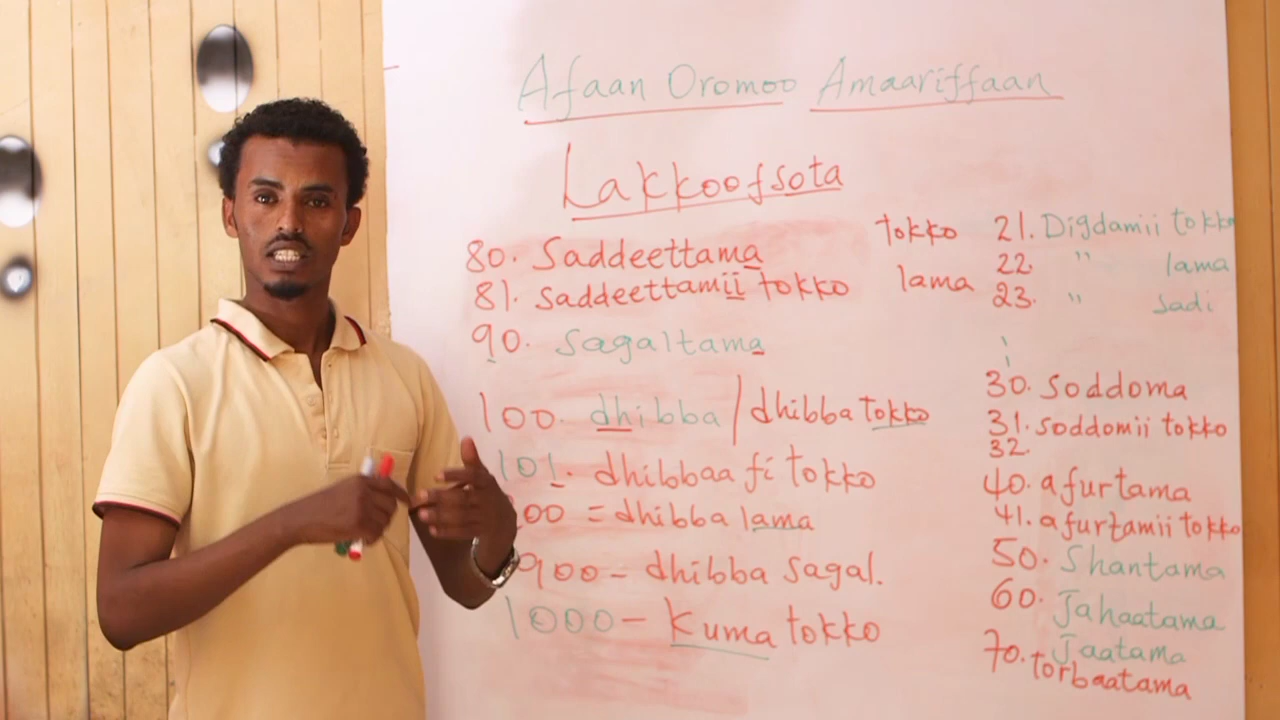 Afaan Oromoo Amaariffaan
Lakkoofsota
80. Saddeettama
81. Saddeettamii tokko
90. Sagaltama
100. dhibba / dhibba tokko
101. dhibbaa fi tokko
00 = dhibba lama
900 - dhibba sagal.
1000 - Kuma tokko
tokko
lama
21. Digdamii tokko
22. " lama
23. " Sadi
30. Soddoma
31. soddomii tokko
32.
40. afurtama
41. afurtamii tokko
50. Shantama
60. Jahaatama
Jaatama
70. torbaatama